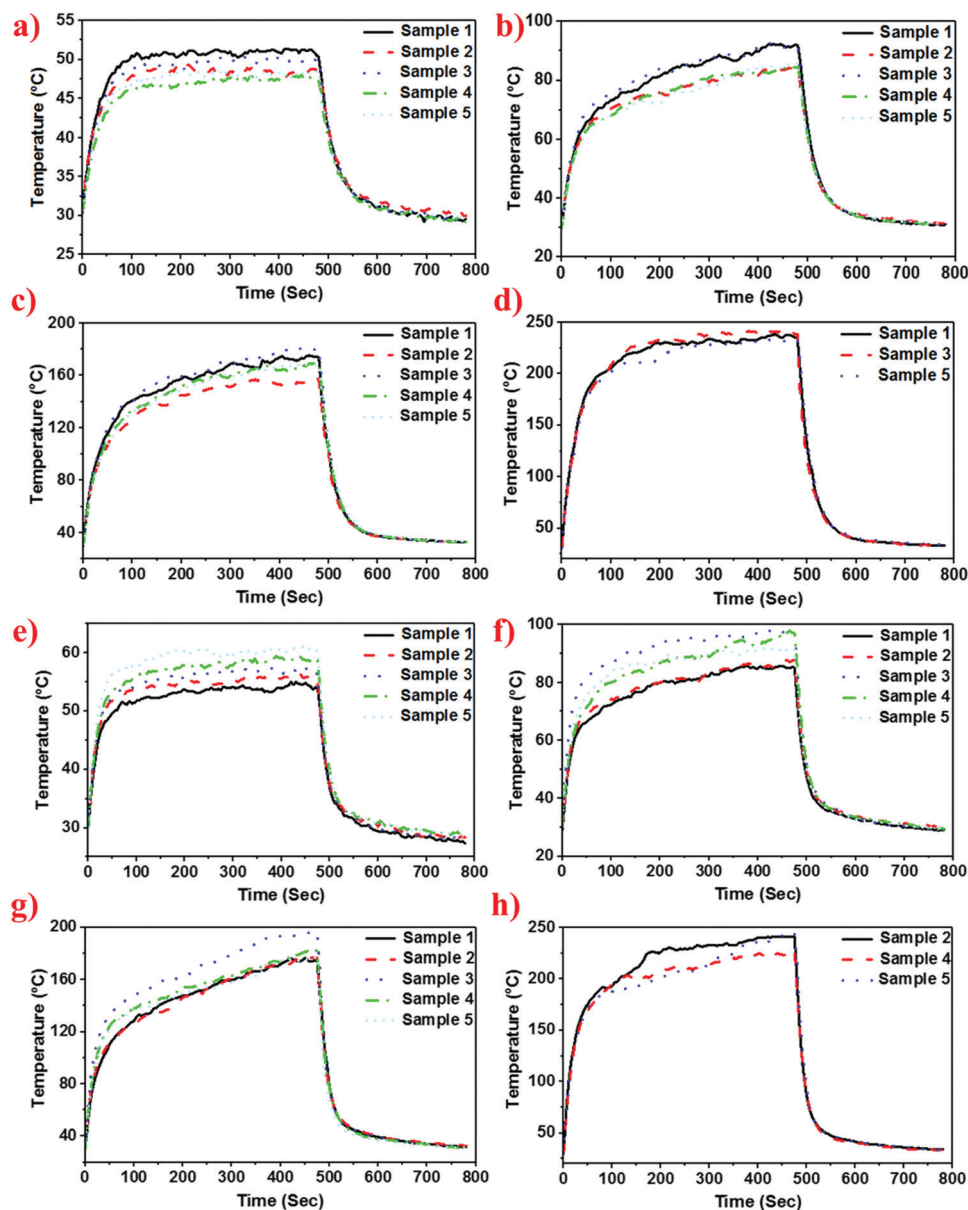 a)
Temperature (°C)
55
50
45
40
35
30
25
Sample 1
Sample 2
Sample 3
Sample 4
Sample 5
0 100 200 300 400 500 600 700 800
Time (Sec)
b)
Temperature (°C)
100
80
60
40
20
Sample 1
Sample 2
Sample 3
Sample 4
Sample 5
0 100 200 300 400 500 600 700 800
Time (Sec)
c)
Temperature (°C)
200
160
120
80
40
Sample 1
Sample 2
Sample 3
Sample 4
Sample 5
0 100 200 300 400 500 600 700 800
Time (Sec)
d)
Temperature (°C)
250
200
150
100
50
Sample 1
Sample 3
Sample 5
0 100 200 300 400 500 600 700 800
Time (Sec)
e)
Temperature (°C)
60
50
40
30
Sample 1
Sample 2
Sample 3
Sample 4
Sample 5
0 100 200 300 400 500 600 700 800
Time (Sec)
f)
Temperature (°C)
100
80
60
40
20
Sample 1
Sample 2
Sample 3
Sample 4
Sample 5
0 100 200 300 400 500 600 700 800
Time (Sec)
g)
Temperature (°C)
200
160
120
80
40
Sample 1
Sample 2
Sample 3
Sample 4
Sample 5
0 100 200 300 400 500 600 700 800
Time (Sec)
h)
Temperature (°C)
250
200
150
100
50
Sample 2
Sample 4
Sample 5
0 100 200 300 400 500 600 700 800
Time (Sec)